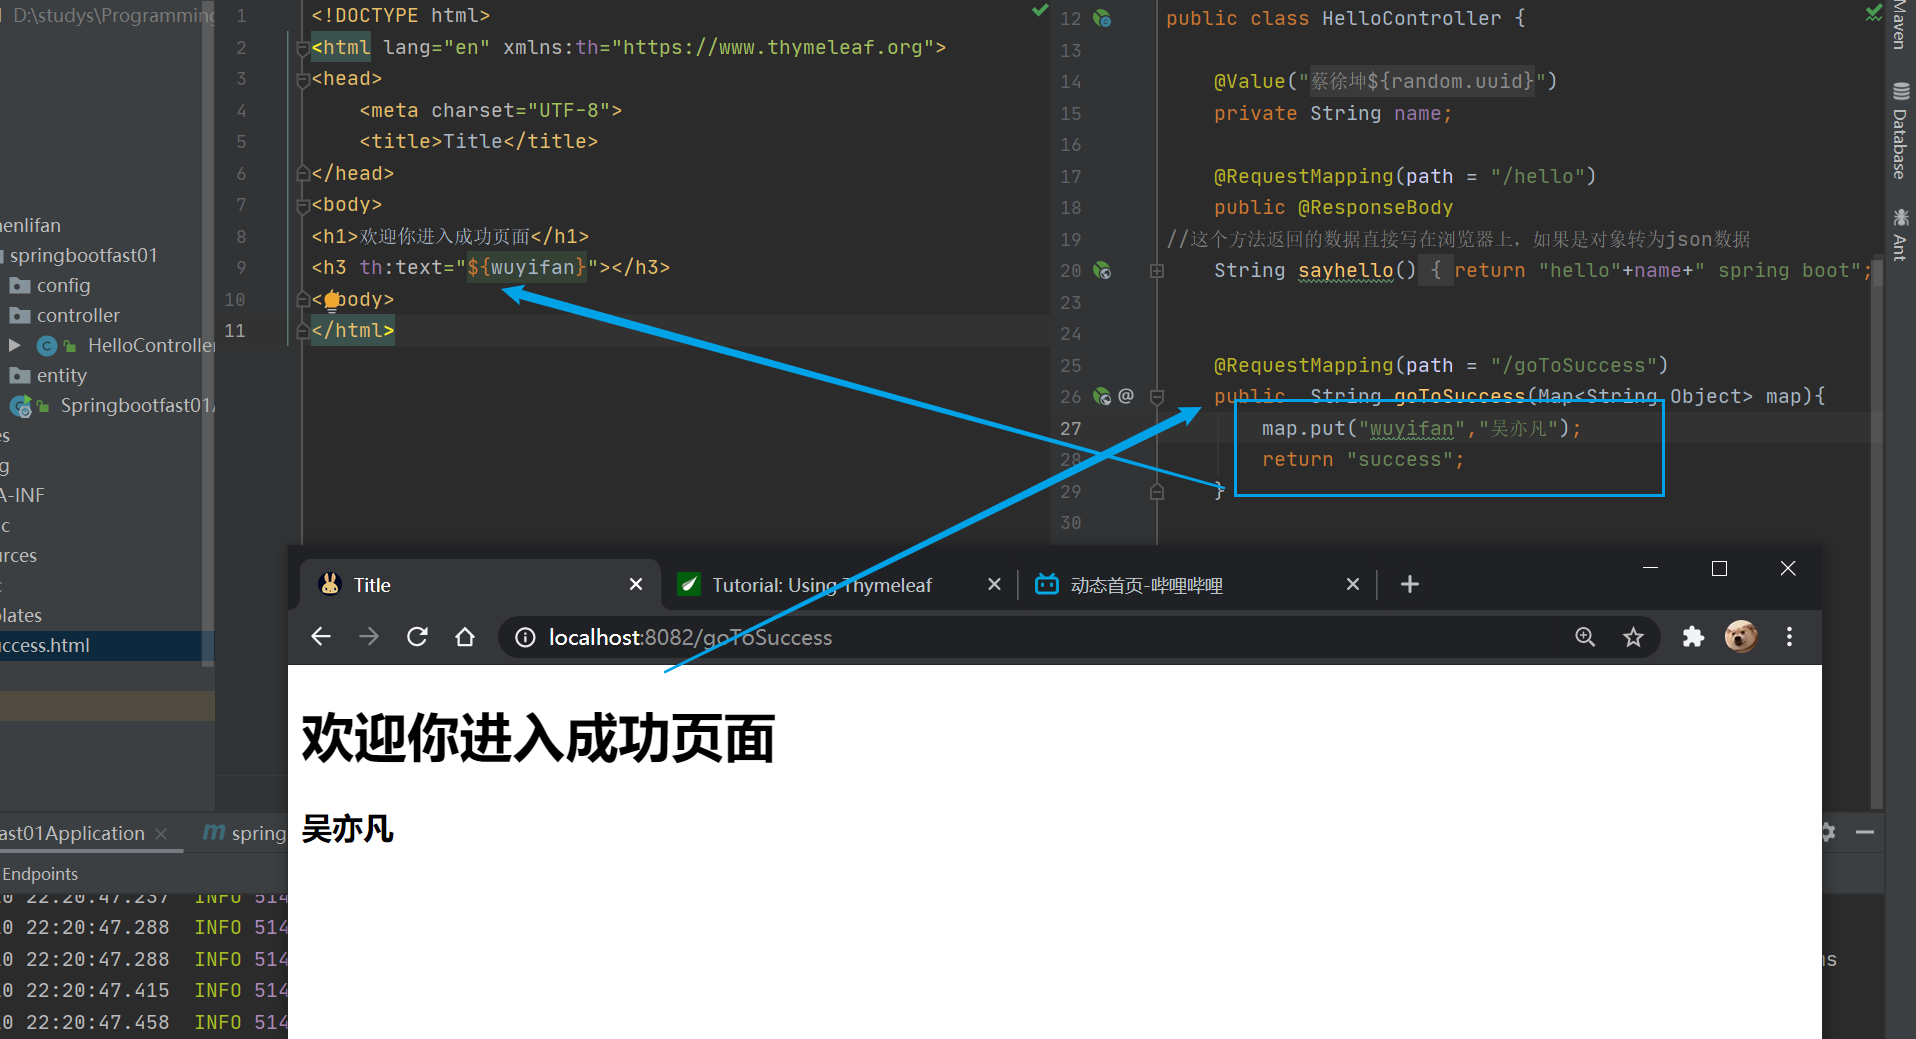 D:\studys\Programming
enlifan
springbootfast01
config
controller
HelloController
entity
Springbootfast01
es
g
A-INF
c
urces
plates
ccess.html
1 <!DOCTYPE html>
2 <html lang="en" xmlns:th="https://www.thymeleaf.org">
3 <head>
4 <meta charset="UTF-8">
5 <title>Title</title>
6 </head>
7 <body>
8 <h1>欢迎你进入成功页面</h1>
9 <h3 th:text="${wuyifan}"></h3>
10 </body>
11 </html>
12 public class HelloController {
13
14 @Value("蔡徐坤${random.uuid}")
15 private String name;
16
17 @RequestMapping(path = "/hello")
18 public @ResponseBody
19 //这个方法返回的数据直接写在浏览器上，如果是对象转为json数据
20 String sayhello() { return "hello"+name+" spring boot";
23
24
25 @RequestMapping(path = "/goToSuccess")
26 @ public String goToSuccess(Map<String Object> map){
27 map.put("wuyifan","吴亦凡");
28 return "success";
29 }
30
Maven
Database
Ant
Title
Tutorial: Using Thymeleaf
动态首页-哔哩哔哩
localhost:8082/goToSuccess
欢迎你进入成功页面
吴亦凡
ast01Application
m spring
Endpoints
0 22:20:47.237 INFO 514
0 22:20:47.288 INFO 514
0 22:20:47.288 INFO 514
0 22:20:47.415 INFO 514
0 22:20:47.458 INFO 514